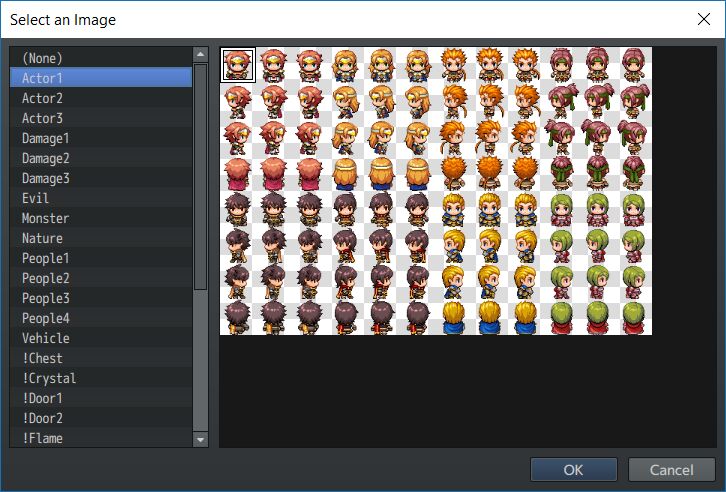 Select an Image
(None)
Actor1
Actor2
Actor3
Damage1
Damage2
Damage3
Evil
Monster
Nature
People1
People2
People3
People4
Vehicle
!Chest
!Crystal
!Door1
!Door2
!Flame
OK
Cancel